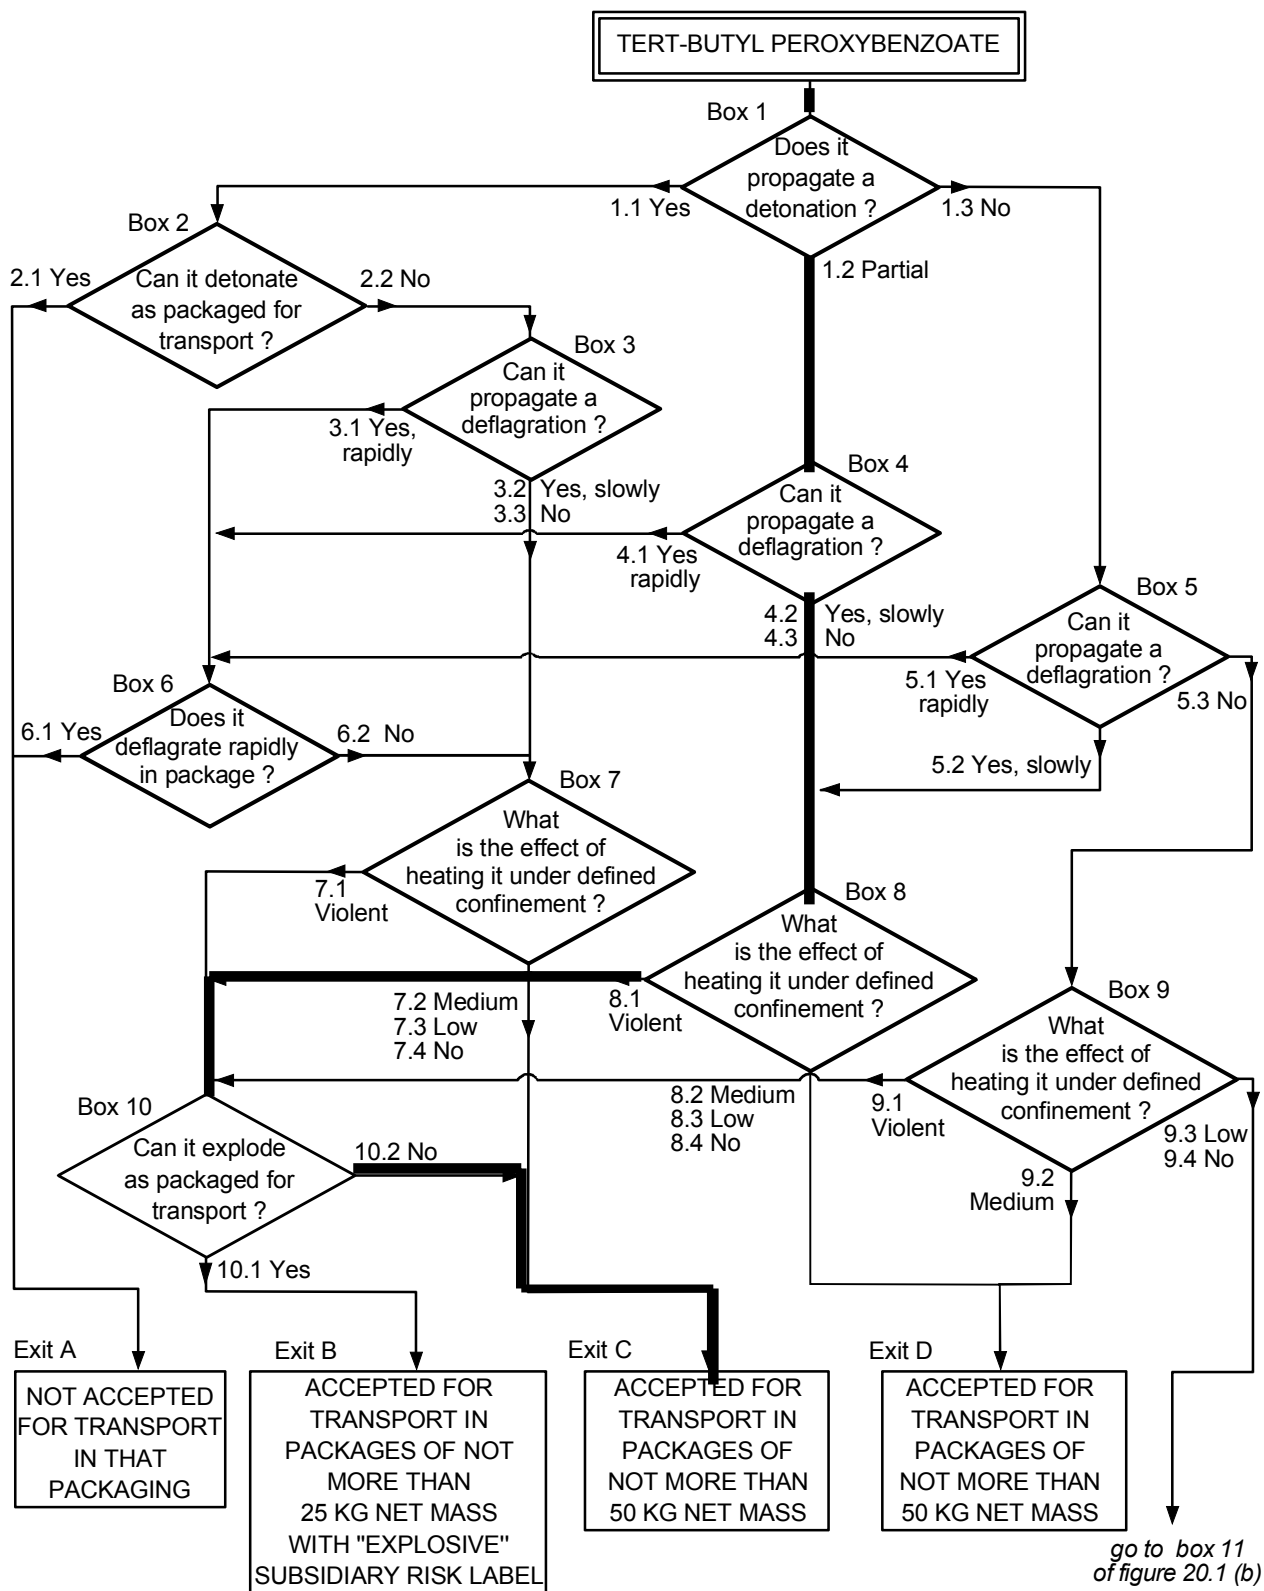 TERT-BUTYL PEROXYBENZOATE
Box 1
Does it
propagate a
detonation ?
1.1 Yes
1.3 No
1.2 Partial
Box 2
2.1 Yes
Can it detonate
as packaged for
transport ?
2.2 No
Box 3
Can it
propagate a
deflagration ?
3.1 Yes,
rapidly
3.2 Yes, slowly
3.3 No
Box 4
Can it
propagate a
deflagration ?
4.1 Yes
rapidly
4.2 Yes, slowly
4.3 No
Box 5
Can it
propagate a
deflagration ?
5.1 Yes
rapidly
5.3 No
5.2 Yes, slowly
Box 6
6.1 Yes
Does it
deflagrate rapidly
in package ?
6.2 No
Box 7
What
is the effect of
heating it under defined
confinement ?
7.1
Violent
7.2 Medium
7.3 Low
7.4 No
Box 8
What
is the effect of
heating it under defined
confinement ?
8.1
Violent
8.2 Medium
8.3 Low
8.4 No
Box 9
What
is the effect of
heating it under defined
confinement ?
9.1
Violent
9.3 Low
9.4 No
9.2
Medium
Box 10
Can it explode
as packaged for
transport ?
10.2 No
10.1 Yes
Exit A
NOT ACCEPTED
FOR TRANSPORT
IN THAT
PACKAGING
Exit B
ACCEPTED FOR
TRANSPORT IN
PACKAGES OF NOT
MORE THAN
25 KG NET MASS
WITH "EXPLOSIVE"
SUBSIDIARY RISK LABEL
Exit C
ACCEPTED FOR
TRANSPORT IN
PACKAGES OF
NOT MORE THAN
50 KG NET MASS
Exit D
ACCEPTED FOR
TRANSPORT IN
PACKAGES OF
NOT MORE THAN
50 KG NET MASS
go to box 11
of figure 20.1 (b)